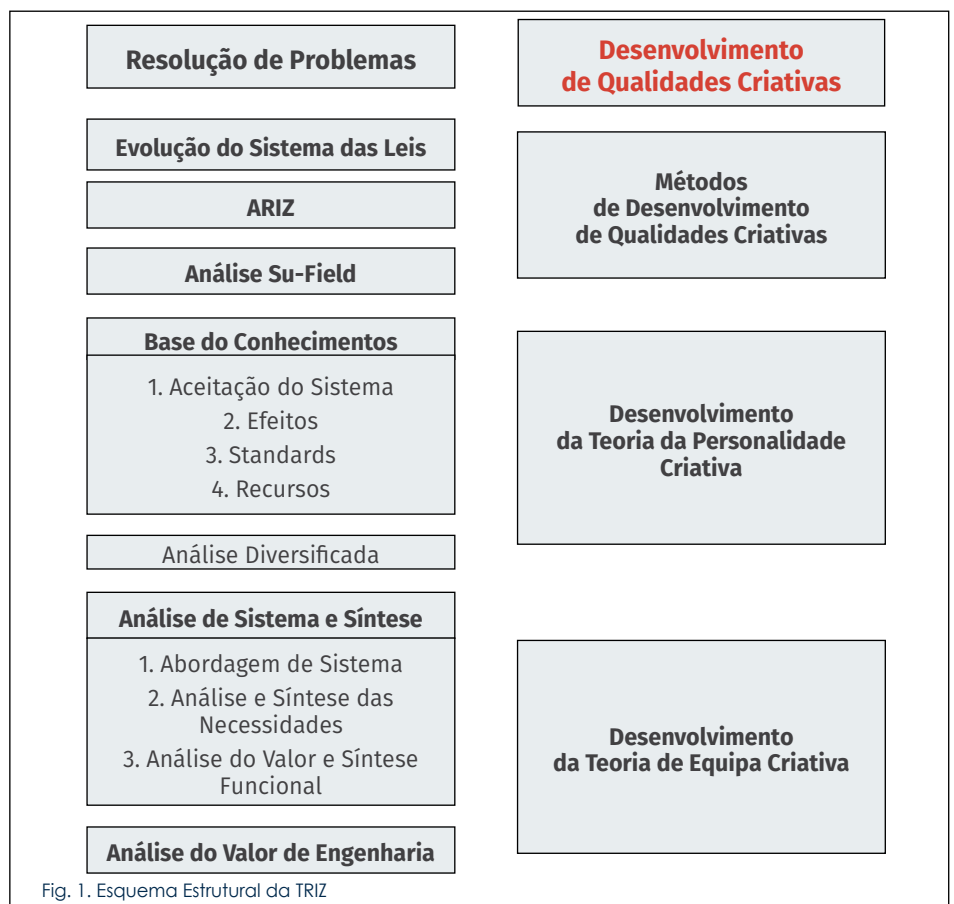 Resolução de Problemas
Evolução do Sistema das Leis
ARIZ
Análise Su-Field
Base do Conhecimentos
1. Aceitação do Sistema
2. Efeitos
3. Standards
4. Recursos
Análise Diversificada
Análise de Sistema e Síntese
1. Abordagem de Sistema
2. Análise e Síntese das
Necessidades
3. Análise do Valor e Síntese
Funcional
Análise do Valor de Engenharia
Desenvolvimento
de Qualidades Criativas
Métodos
de Desenvolvimento
de Qualidades Criativas
Desenvolvimento
da Teoria da Personalidade
Criativa
Desenvolvimento
da Teoria de Equipa Criativa
Fig. 1. Esquema Estrutural da TRIZ